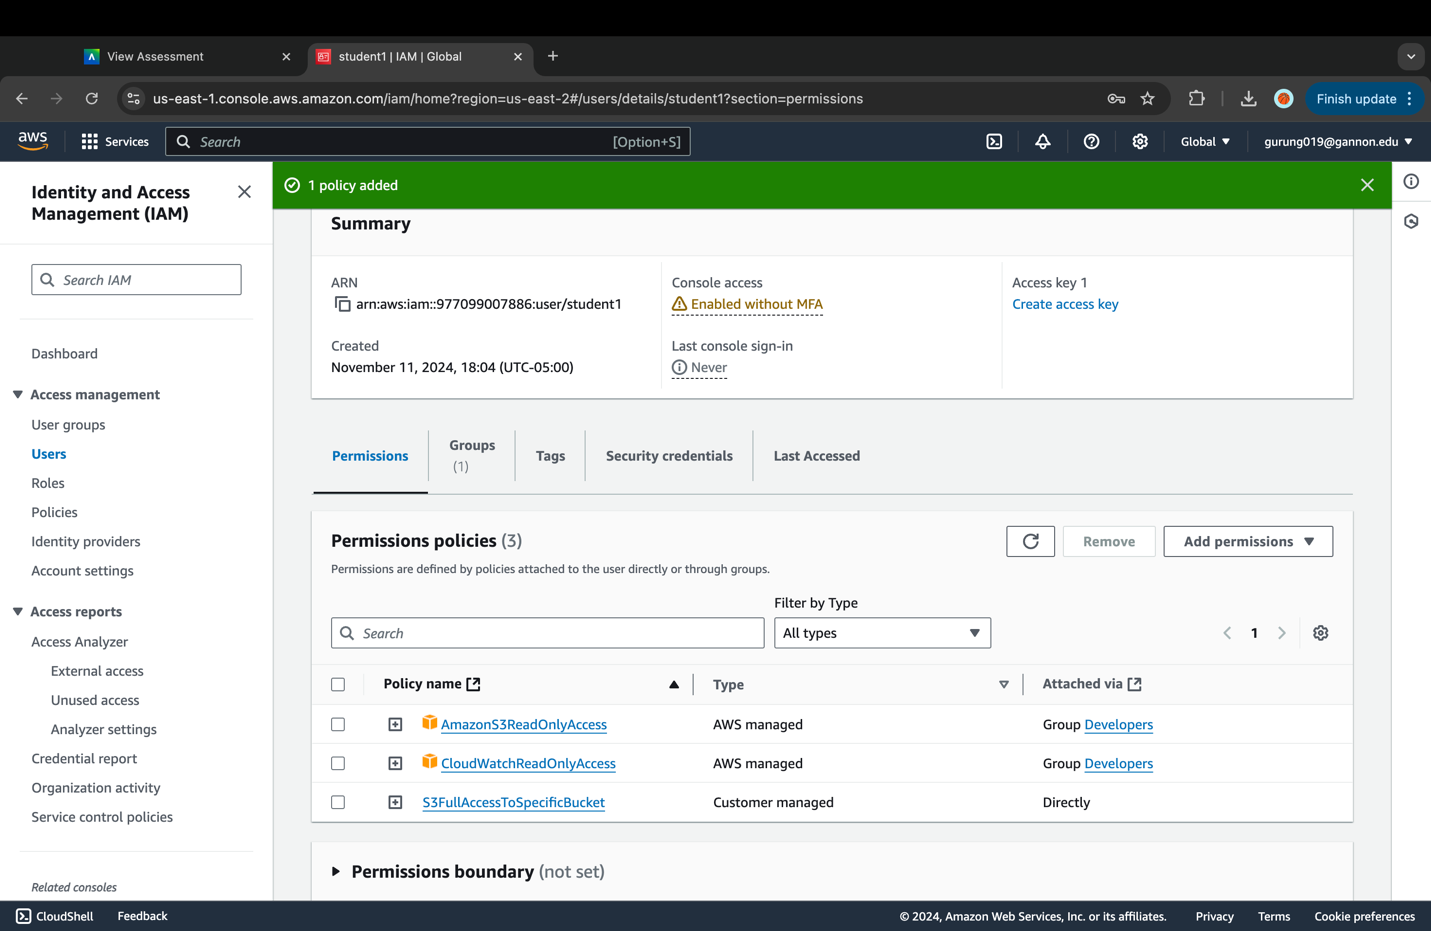 View Assessment
student1 | IAM | Global
us-east-1.console.aws.amazon.com/iam/home?region=us-east-2#/users/details/student1?section=permissions
Finish update
aws
Services
Search
[Option+S]
Global
gurung019@gannon.edu
Identity and Access
Management (IAM)
1 policy added
Search IAM
Dashboard
Access management
User groups
Users
Roles
Policies
Identity providers
Account settings
Access reports
Access Analyzer
External access
Unused access
Analyzer settings
Credential report
Organization activity
Service control policies
Related consoles
Summary
ARN
arn:aws:iam::977099007886:user/student1
Console access
Enabled without MFA
Access key 1
Create access key
Created
November 11, 2024, 18:04 (UTC-05:00)
Last console sign-in
Never
Permissions
Groups
(1)
Tags
Security credentials
Last Accessed
Permissions policies (3)
Remove
Add permissions
Permissions are defined by policies attached to the user directly or through groups.
Filter by Type
Search
All types
1
Policy name
Type
Attached via
AmazonS3ReadOnlyAccess
AWS managed
Group Developers
CloudWatchReadOnlyAccess
AWS managed
Group Developers
S3FullAccessToSpecificBucket
Customer managed
Directly
Permissions boundary (not set)
CloudShell
Feedback
© 2024, Amazon Web Services, Inc. or its affiliates.
Privacy
Terms
Cookie preferences